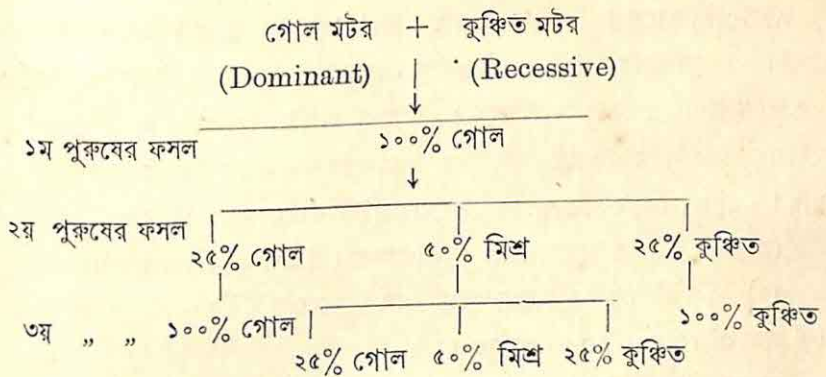 গোল মটর + কুঞ্চিত মটর
(Dominant) (Recessive)
১ম পুরুষের ফসল ১০০% গোল
২য় পুরুষের ফসল
২৫% গোল ৫০% মিশ্র ২৫% কুঞ্চিত
৩য় „ „ ১০০% গোল ১০০% কুঞ্চিত
২৫% গোল ৫০% মিশ্র ২৫% কুঞ্চিত